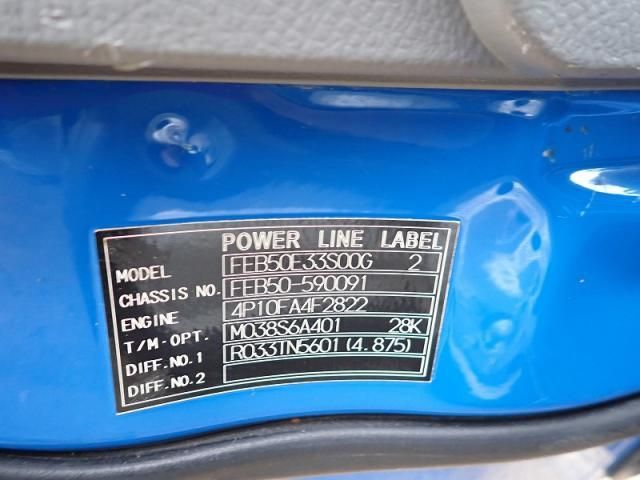 POWER LINE LABEL
MODEL FEB50E33S00G 2
CHASSIS NO. FEB50-590091
ENGINE 4P10FA4F2822
T/M-OPT. M038S6A401 28K
DIFF.NO.1 R033TN5601(4.875)
DIFF.NO.2